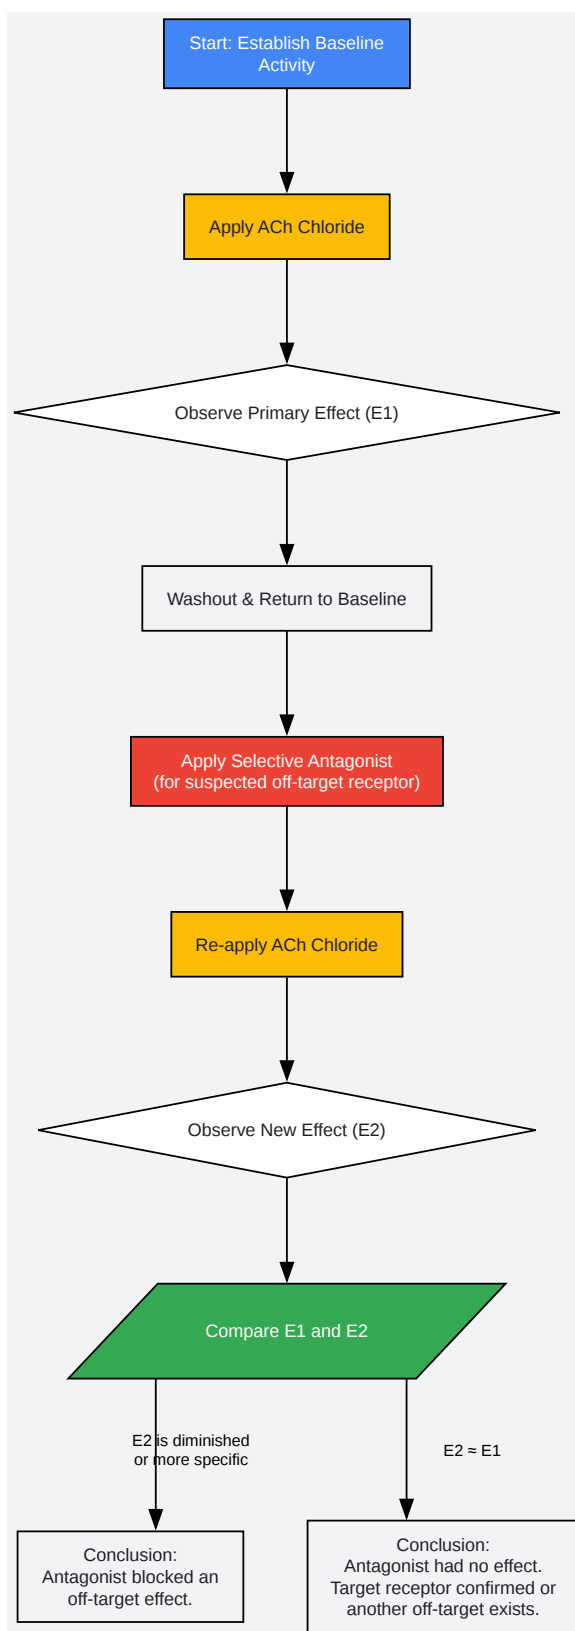 Start: Establish Baseline
Activity
Apply ACh Chloride
Observe Primary Effect (E1)
Washout & Return to Baseline
Apply Selective Antagonist
(for suspected off-target receptor)
Re-apply ACh Chloride
Observe New Effect (E2)
Compare E1 and E2
E2 is diminished
or more specific
E2 ≈ E1
Conclusion:
Antagonist blocked an
off-target effect.
Conclusion:
Antagonist had no effect.
Target receptor confirmed or
another off-target exists.